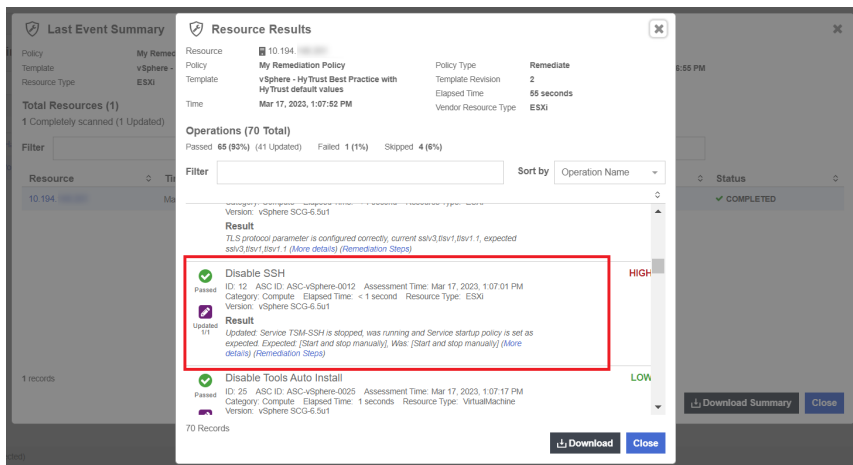 Last Event Summary
Policy My Remed
Template vSphere -
Resource Type ESXi
6:55 PM
Total Resources (1)
1 Completely scanned (1 Updated)
Filter
Resource
Status
10.194.
Ma
COMPLETED
1 records
Download Summary
Close
Resource Results
Resource 10.194.
Policy My Remediation Policy Policy Type Remediate
Template vSphere - HyTrust Best Practice with Template Revision 2
HyTrust default values
Elapsed Time 55 seconds
Time Mar 17, 2023, 1:07:52 PM Vendor Resource Type ESXi
Operations (70 Total)
Passed 65 (93%) (41 Updated) Failed 1 (1%) Skipped 4 (6%)
Filter Sort by Operation Name
Version: vSphere SCG-6.5u1
Result
TLS protocol parameter is configured correctly, current sslv3,tlsv1,tlsv1.1, expected
sslv3,tlsv1,tlsv1.1 (More details) (Remediation Steps)
Disable SSH HIGH
Passed
ID: 12 ASC ID: ASC-vSphere-0012 Assessment Time: Mar 17, 2023, 1:07:01 PM
Category: Compute Elapsed Time: < 1 second Resource Type: ESXi
Version: vSphere SCG-6.5u1
Updated
1/1
Result
Updated: Service TSM-SSH is stopped, was running and Service startup policy is set as
expected. Expected: [Start and stop manually], Was: [Start and stop manually] (More
details) (Remediation Steps)
Disable Tools Auto Install LOW
Passed
ID: 25 ASC ID: ASC-vSphere-0025 Assessment Time: Mar 17, 2023, 1:07:17 PM
Category: Compute Elapsed Time: 1 seconds Resource Type: VirtualMachine
Version: vSphere SCG-6.5u1
70 Records
Download
Close